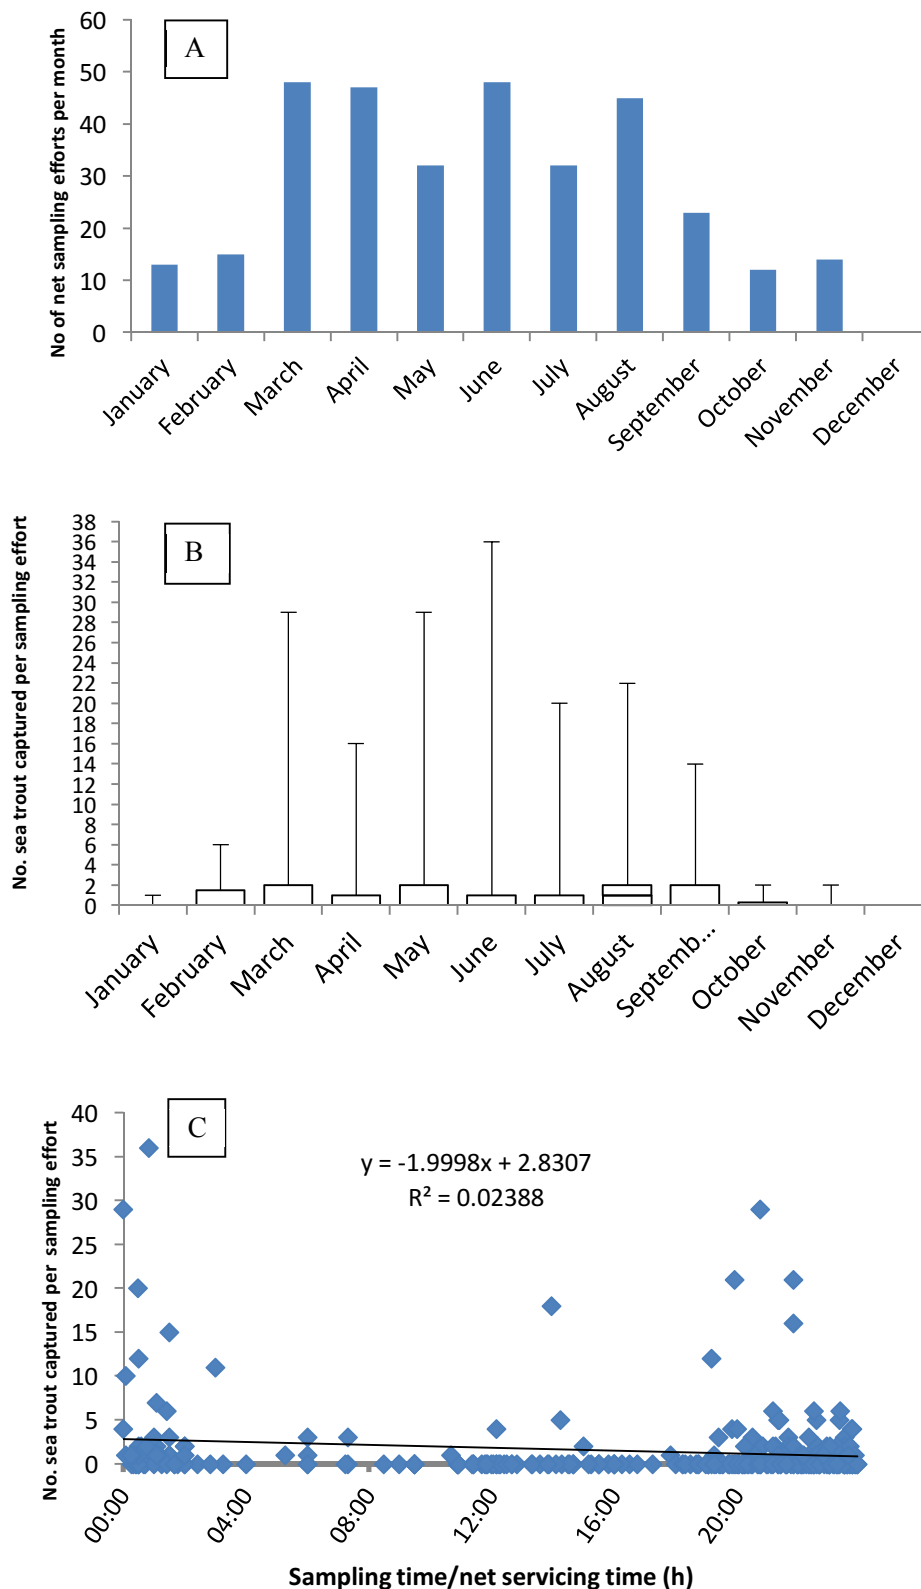 A
No of net sampling efforts per month
60
50
40
30
20
10
0
January
February
March
April
May
June
July
August
September
October
November
December
B
No. sea trout captured per sampling effort
38
36
34
32
30
28
26
24
22
20
18
16
14
12
10
8
6
4
2
0
January
February
March
April
May
June
July
August
Septemb...
October
November
December
C
No. sea trout captured per sampling effort
40
35
30
25
20
15
10
5
0
y = -1.9998x + 2.8307
R² = 0.02388
00:00
04:00
08:00
12:00
16:00
20:00
Sampling time/net servicing time (h)